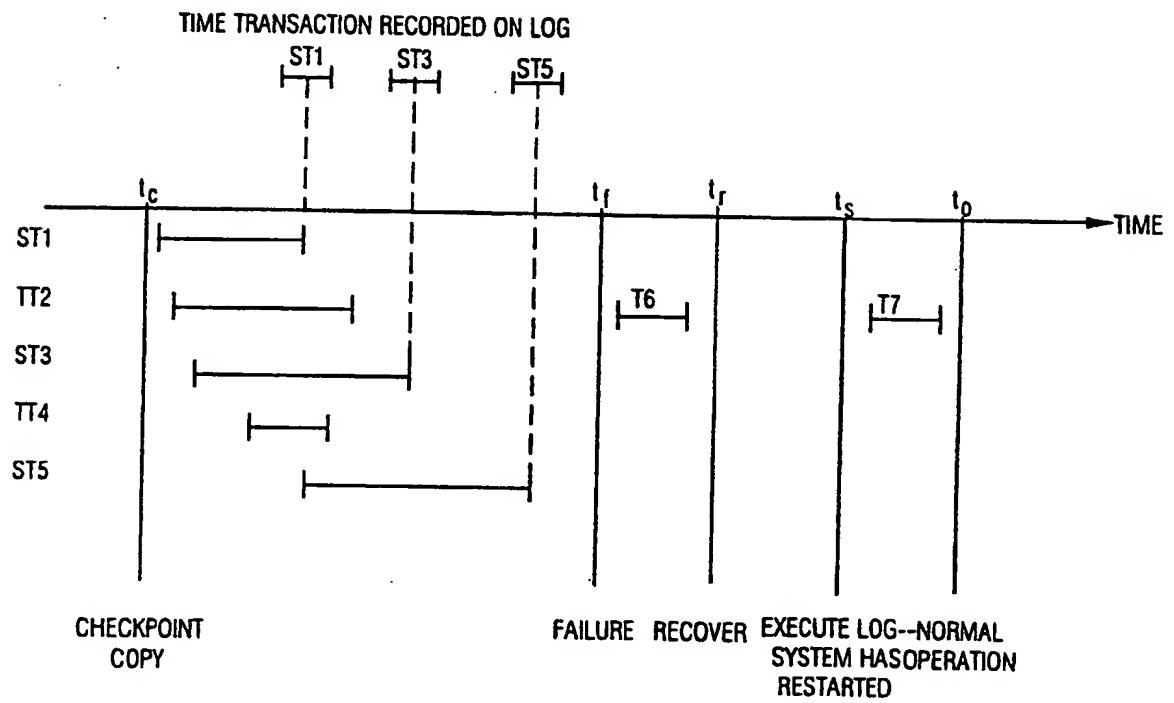 TIME TRANSACTION RECORDED ON LOG
ST1 ST3 ST5
tc tf tr ts to
TIME
ST1
TT2
T6 T7
ST3
TT4
ST5
CHECKPOINT
COPY
FAILURE RECOVER EXECUTE LOG--NORMAL
SYSTEM HASOPERATION
RESTARTED